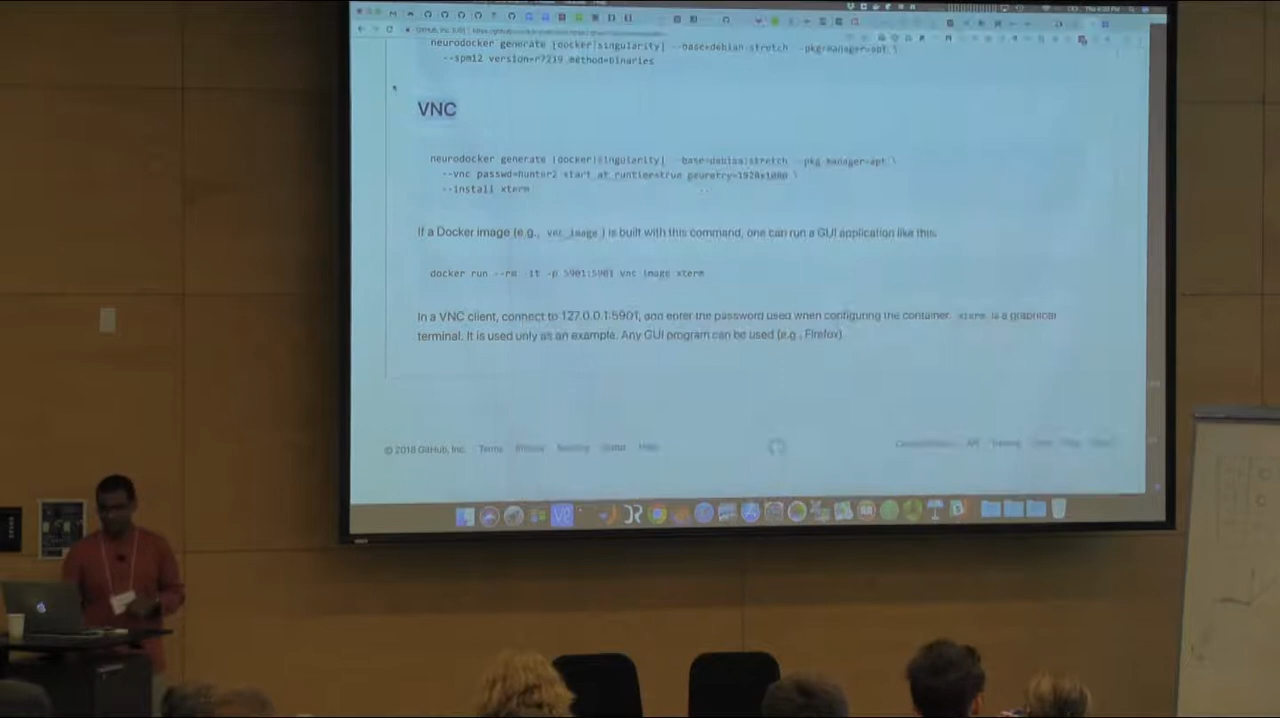 neurodocker generate [docker|singularity] --base=debian:stretch --pkg-manager=apt \
--spm12 version=r7219 method=binaries
VNC
neurodocker generate [docker|singularity] --base=debian:stretch --pkg-manager=apt \
--vnc passwd=hunter2 start_at_runtime=true geometry=1920x1080 \
--install xterm
If a Docker image (e.g., vnc_image ) is built with this command, one can run a GUI application like this.
docker run --rm -it -p 5901:5901 vnc_image xterm
In a VNC client, connect to 127.0.0.1:5901, and enter the password used when configuring the container. xterm is a graphical
terminal. It is used only as an example. Any GUI program can be used (e.g., Firefox)
© 2018 GitHub, Inc. Terms Help API Training